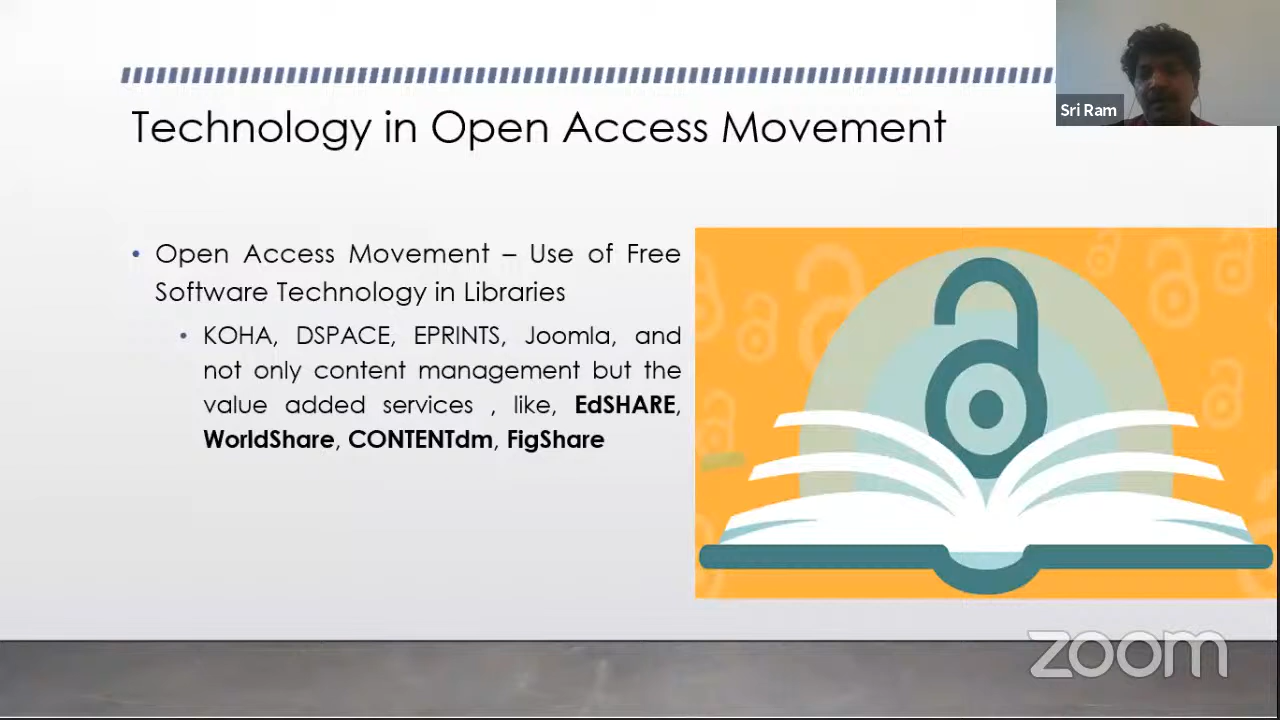 Sri Ram
Technology in Open Access Movement
• Open Access Movement – Use of Free
Software Technology in Libraries
• KOHA, DSPACE, EPRINTS, Joomla, and
not only content management but the
value added services , like, EdSHARE,
WorldShare, CONTENTdm, FigShare
zoom